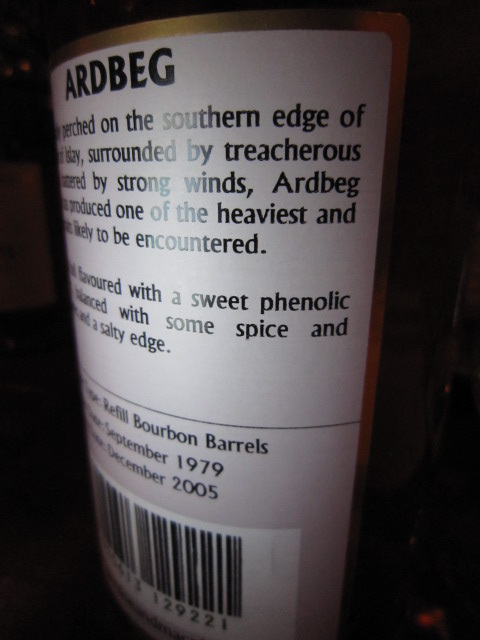 ARDBEG
perched on the southern edge of
Islay, surrounded by treacherous
by strong winds, Ardbeg
produced one of the heaviest and
likely to be encountered.
flavoured with a sweet phenolic
balanced with some spice and
and a salty edge.
Refill Bourbon Barrels
September 1979
December 2005
129221